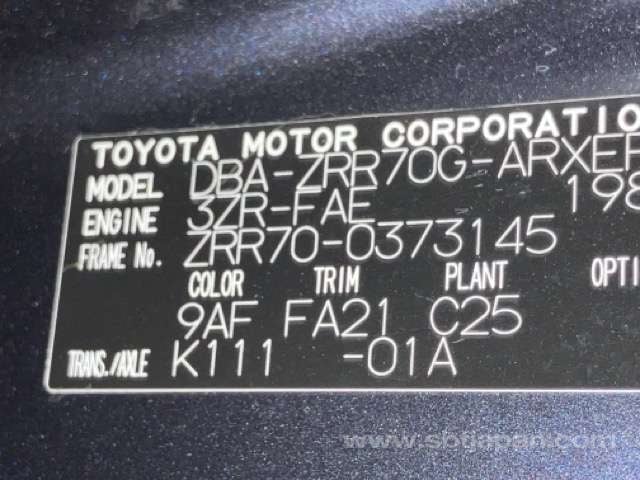 TOYOTA MOTOR CORPORATIO
MODEL DBA-ZRR70G-ARXEP
ENGINE 3ZR-FAE 198
FRAME No. ZRR70-0373145
COLOR TRIM PLANT OPTI
9AF FA21 C25
TRANS./AXLE K111 -01A
www.sbtjapan.com